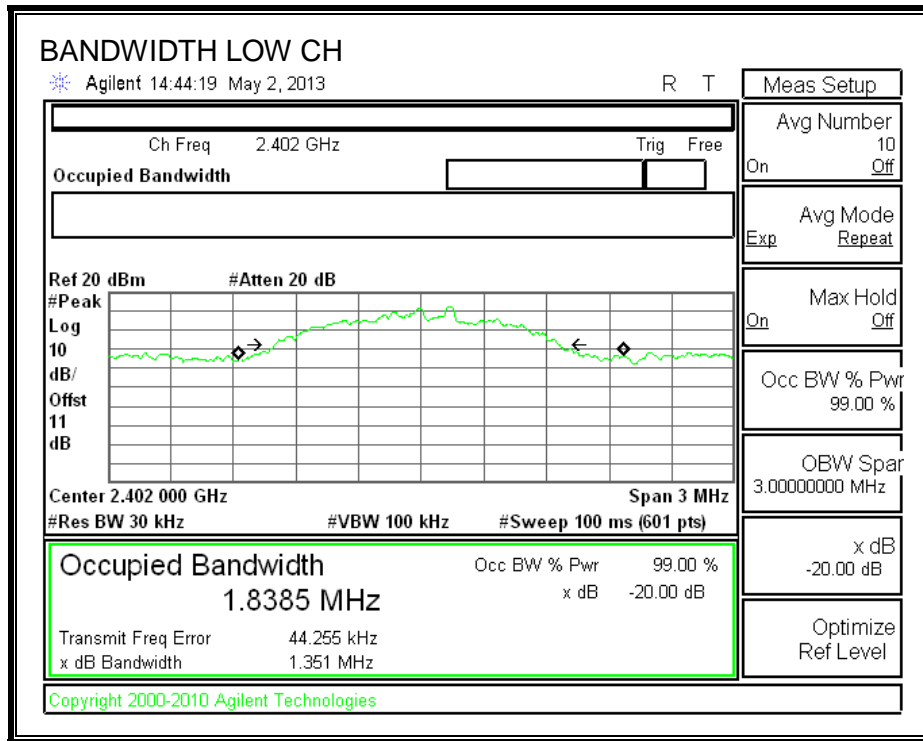 BANDWIDTH LOW CH
Agilent 14:44:19 May 2, 2013 R T
Ch Freq 2.402 GHz Trig Free
Occupied Bandwidth
Ref 20 dBm #Atten 20 dB
#Peak
Log
10
dB/
Offst
11
dB
Center 2.402 000 GHz Span 3 MHz
#Res BW 30 kHz #VBW 100 kHz #Sweep 100 ms (601 pts)
Occupied Bandwidth
1.8385 MHz
Occ BW % Pwr 99.00 %
x dB -20.00 dB
Transmit Freq Error 44.255 kHz
x dB Bandwidth 1.351 MHz
Copyright 2000-2010 Agilent Technologies
Meas Setup
Avg Number
10
On Off
Avg Mode
Exp Repeat
Max Hold
On Off
Occ BW % Pwr
99.00 %
OBW Span
3.00000000 MHz
x dB
-20.00 dB
Optimize
Ref Level